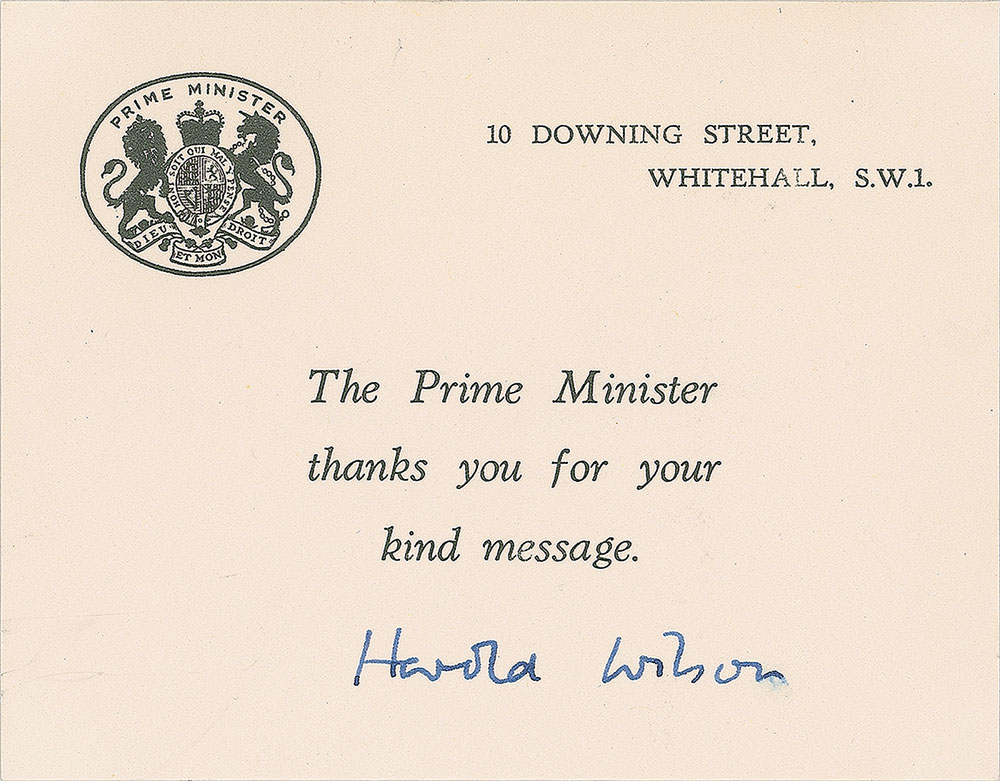 PRIME MINISTER
HONI SOIT QUI MAL Y PENSE
DIEU ET MON DROIT
10 DOWNING STREET,
WHITEHALL, S.W.1.
The Prime Minister
thanks you for your
kind message.
Harold Wilson